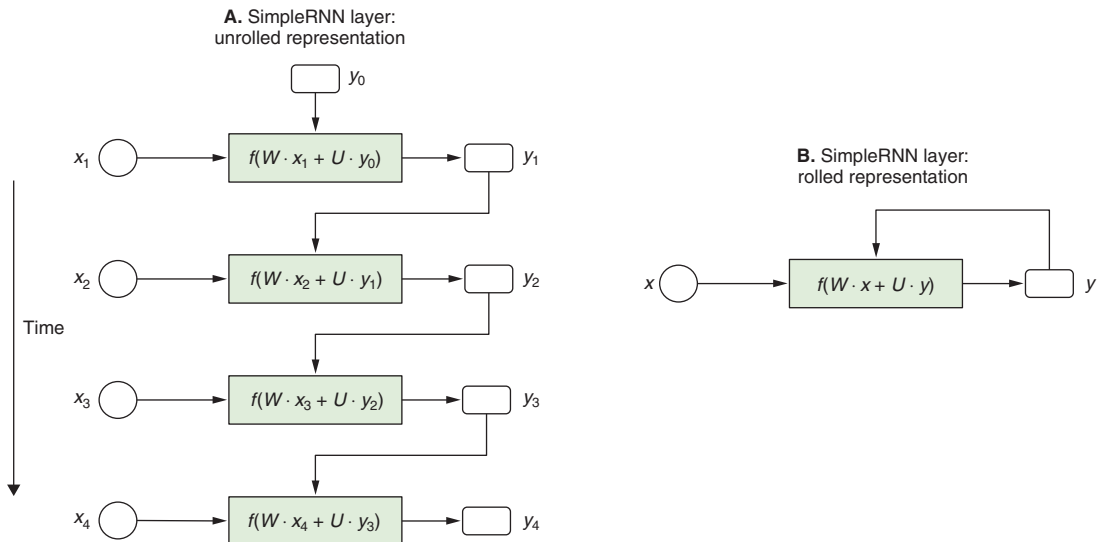 A. SimpleRNN layer:
unrolled representation
y₀
x₁
f(W · x₁ + U · y₀)
y₁
x₂
f(W · x₂ + U · y₁)
y₂
Time
x₃
f(W · x₃ + U · y₂)
y₃
x₄
f(W · x₄ + U · y₃)
y₄
B. SimpleRNN layer:
rolled representation
x
f(W · x + U · y)
y